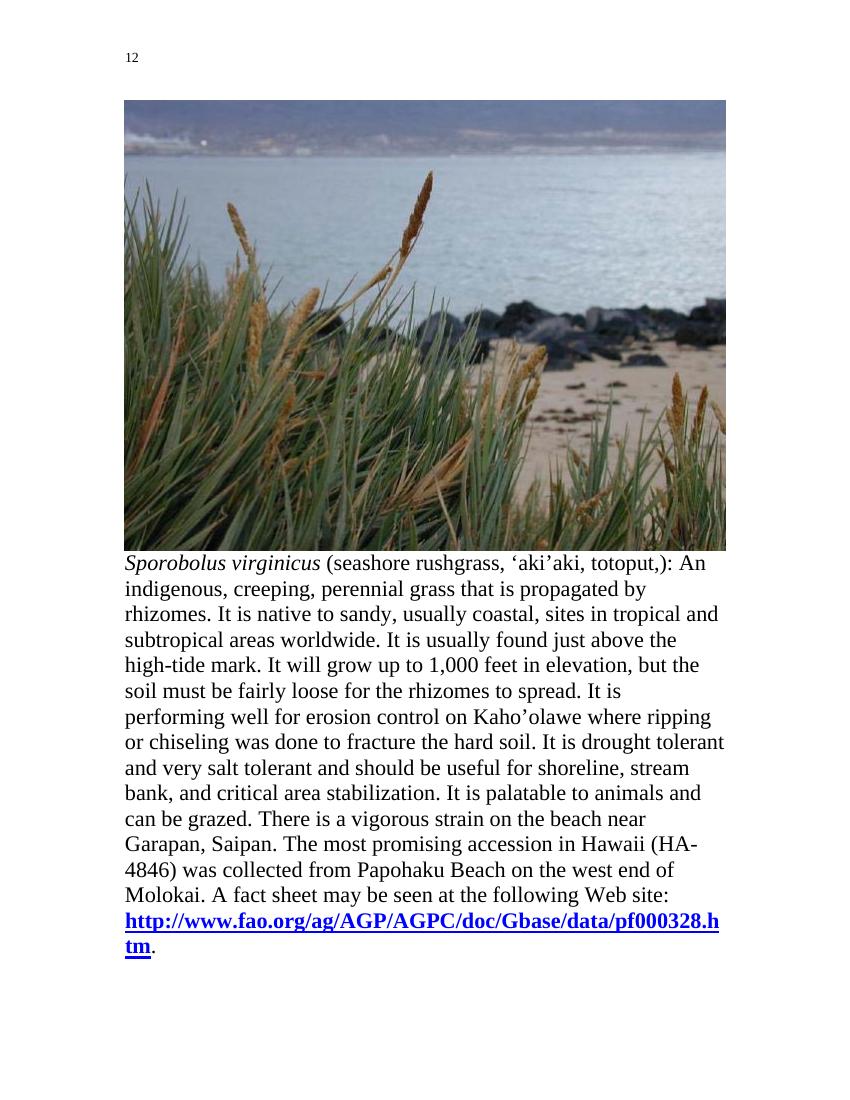 12
Sporobolus virginicus (seashore rushgrass, ‘aki’aki, totoput,): An
indigenous, creeping, perennial grass that is propagated by
rhizomes. It is native to sandy, usually coastal, sites in tropical and
subtropical areas worldwide. It is usually found just above the
high-tide mark. It will grow up to 1,000 feet in elevation, but the
soil must be fairly loose for the rhizomes to spread. It is
performing well for erosion control on Kaho’olawe where ripping
or chiseling was done to fracture the hard soil. It is drought tolerant
and very salt tolerant and should be useful for shoreline, stream
bank, and critical area stabilization. It is palatable to animals and
can be grazed. There is a vigorous strain on the beach near
Garapan, Saipan. The most promising accession in Hawaii (HA-
4846) was collected from Papohaku Beach on the west end of
Molokai. A fact sheet may be seen at the following Web site:
http://www.fao.org/ag/AGP/AGPC/doc/Gbase/data/pf000328.h
tm.